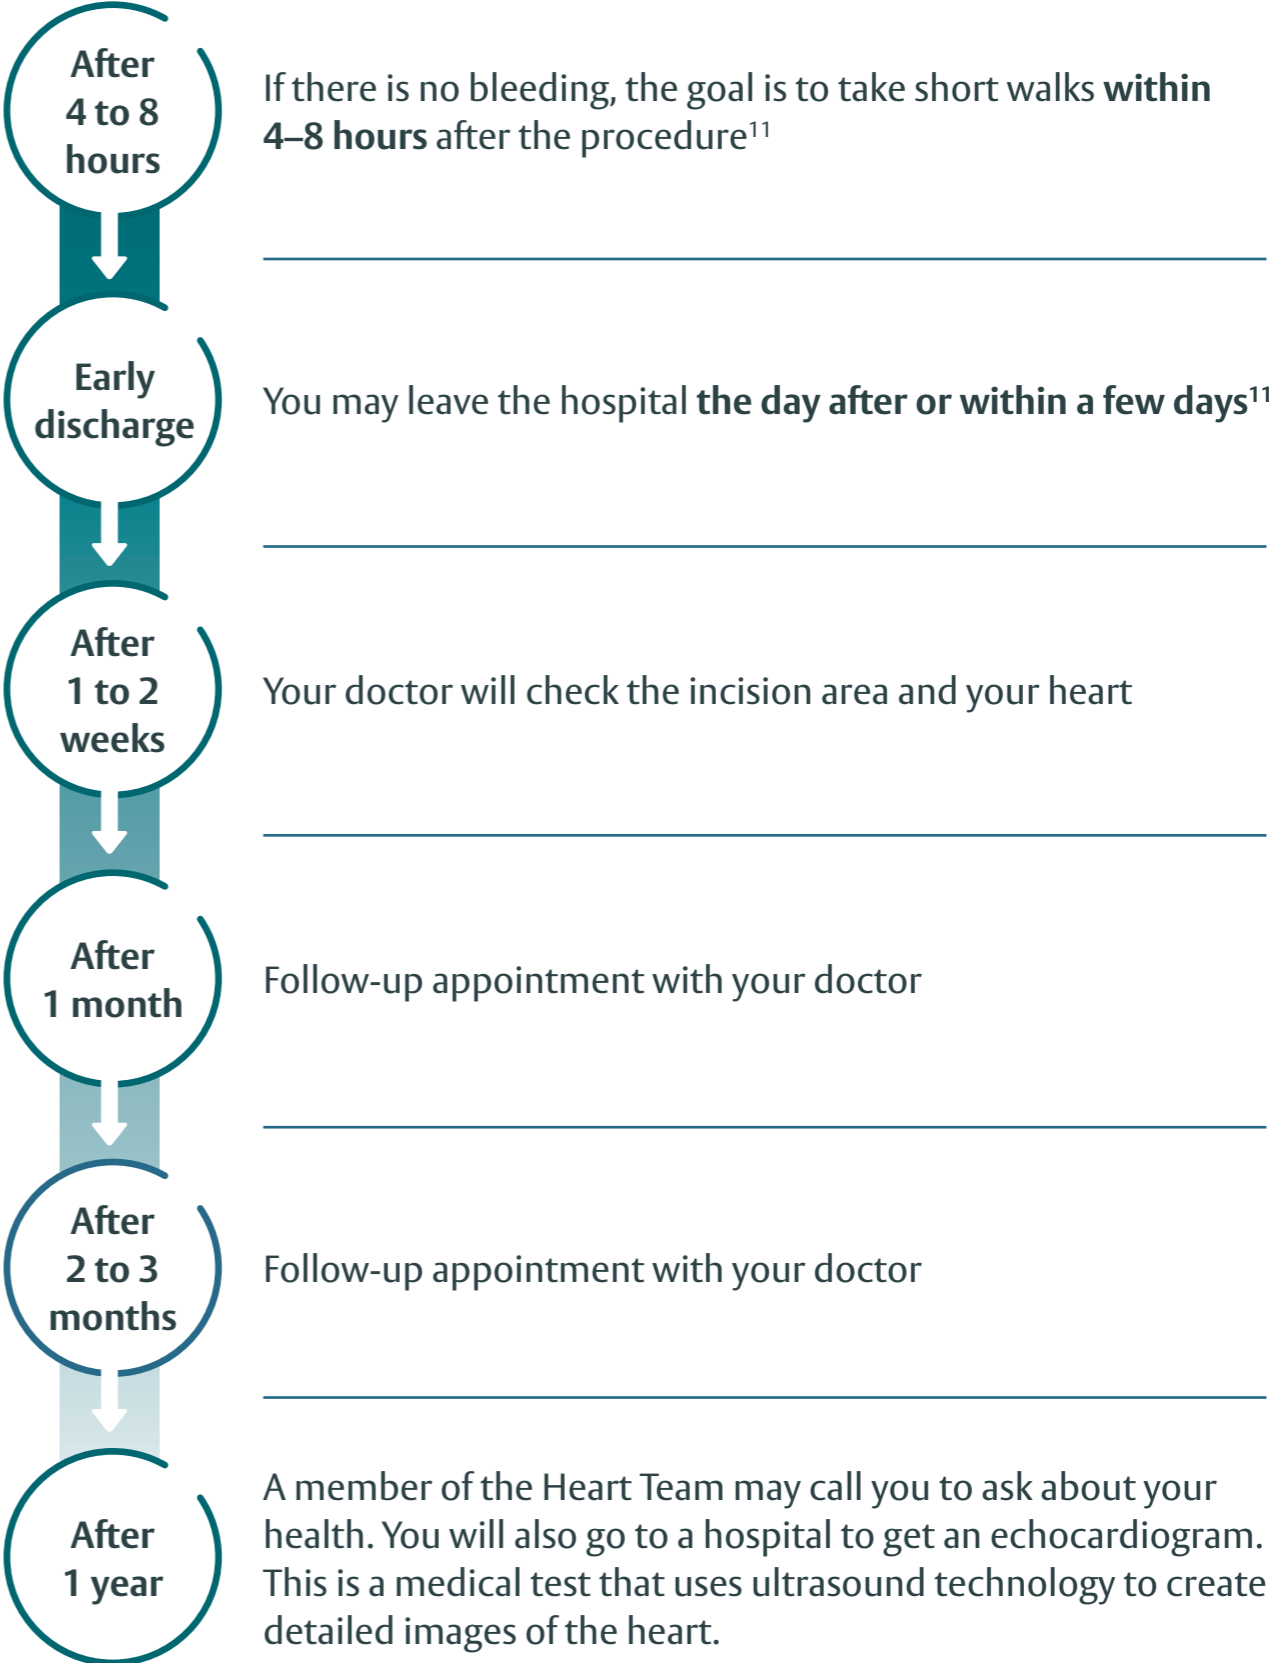 After
4 to 8
hours
If there is no bleeding, the goal is to take short walks within
4–8 hours after the procedure¹¹
Early
discharge
You may leave the hospital the day after or within a few days¹¹
After
1 to 2
weeks
Your doctor will check the incision area and your heart
After
1 month
Follow-up appointment with your doctor
After
2 to 3
months
Follow-up appointment with your doctor
After
1 year
A member of the Heart Team may call you to ask about your
health. You will also go to a hospital to get an echocardiogram.
This is a medical test that uses ultrasound technology to create
detailed images of the heart.